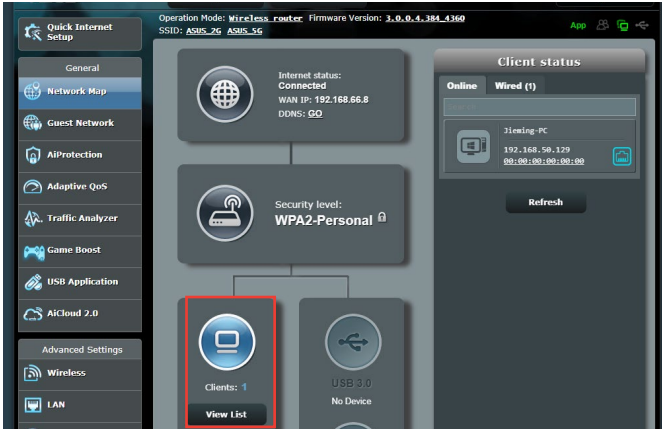 Quick Internet
Setup
Operation Mode: Wireless router Firmware Version: 3.0.0.4.384_4360
SSID: ASUS_2G ASUS_5G
App
General
Network Map
Guest Network
AiProtection
Adaptive QoS
Traffic Analyzer
Game Boost
USB Application
AiCloud 2.0
Advanced Settings
Wireless
LAN
Internet status:
Connected
WAN IP: 192.168.66.8
DDNS: GO
Security level:
WPA2-Personal
Clients: 1
View List
USB 3.0
No Device
Client status
Online Wired (1)
Jieming-PC
192.168.50.129
00:00:00:00:00:00
Refresh